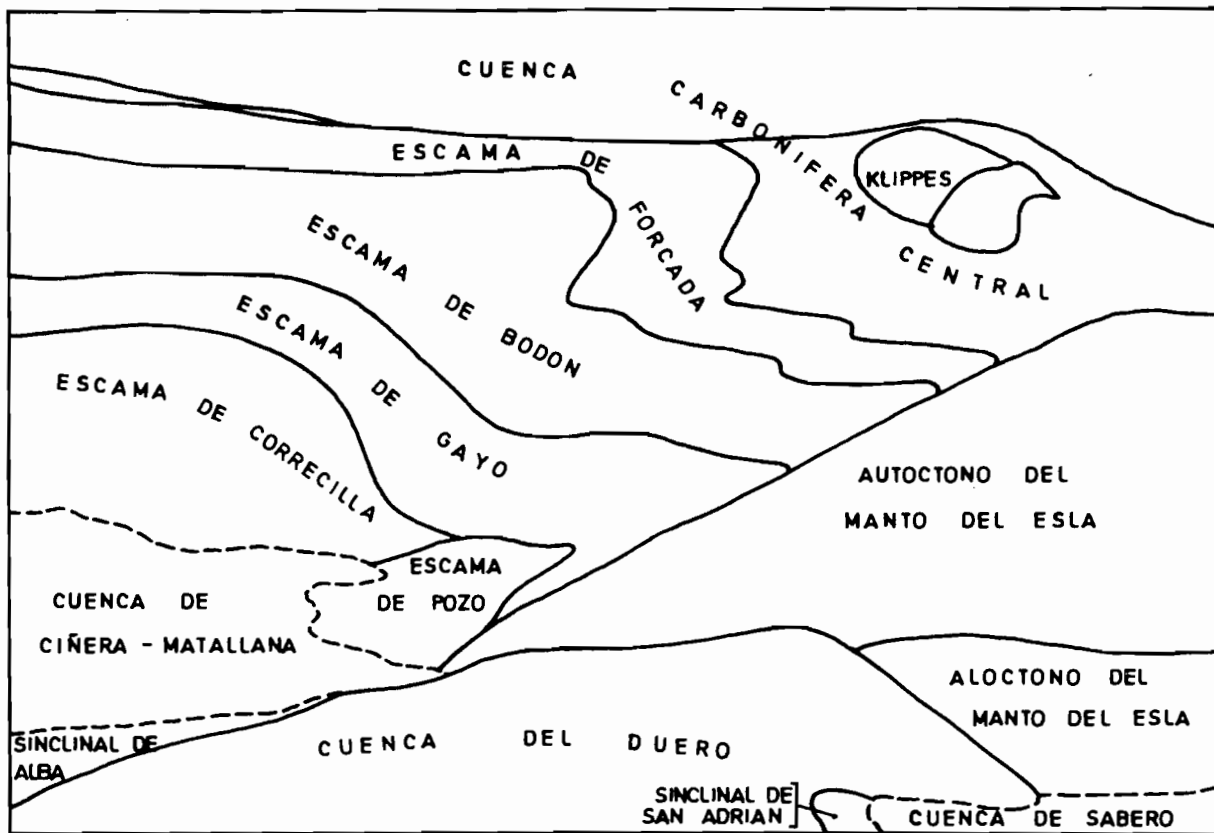 CUENCA CARBONIFERA CENTRAL
KLIPPES
ESCAMA DE FORCADA
ESCAMA DE BODON
ESCAMA DE GAYO
ESCAMA DE CORRECILLA
AUTOCTONO DEL
MANTO DEL ESLA
ESCAMA
DE POZO
CUENCA DE
CIÑERA - MATALLANA
ALOCTONO DEL
MANTO DEL ESLA
SINCLINAL DE
ALBA
CUENCA DEL DUERO
SINCLINAL DE
SAN ADRIAN
CUENCA DE SABERO